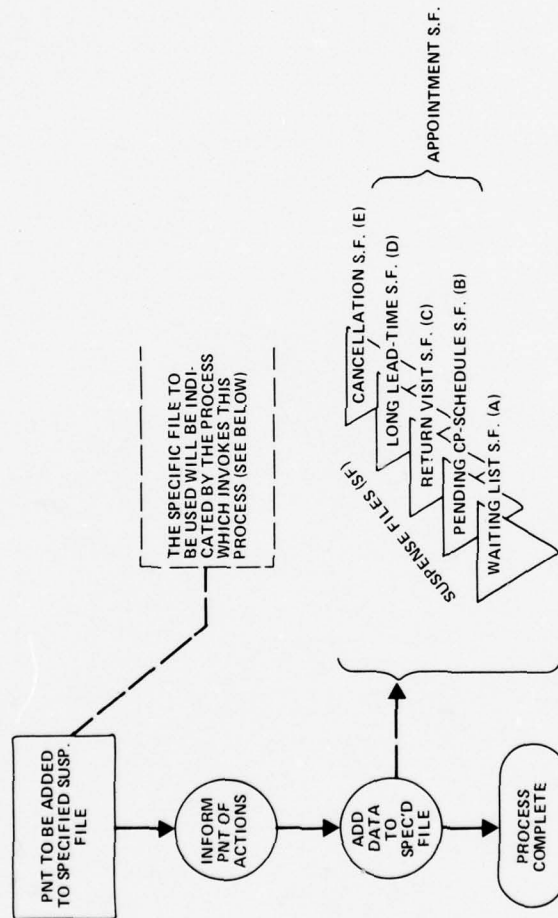 PNT TO BE ADDED
TO SPECIFIED SUSP.
FILE
THE SPECIFIC FILE TO
BE USED WILL BE INDI-
CATED BY THE PROCESS
WHICH INVOKES THIS
PROCESS (SEE BELOW)
INFORM
PNT OF
ACTIONS
ADD
DATA
TO
SPEC'D
FILE
PROCESS
COMPLETE
SUSPENSE FILES (SF)
CANCELLATION S.F. (E)
LONG LEAD-TIME S.F. (D)
RETURN VISIT S.F. (C)
PENDING CP-SCHEDULE S.F. (B)
WAITING LIST S.F. (A)
APPOINTMENT S.F.